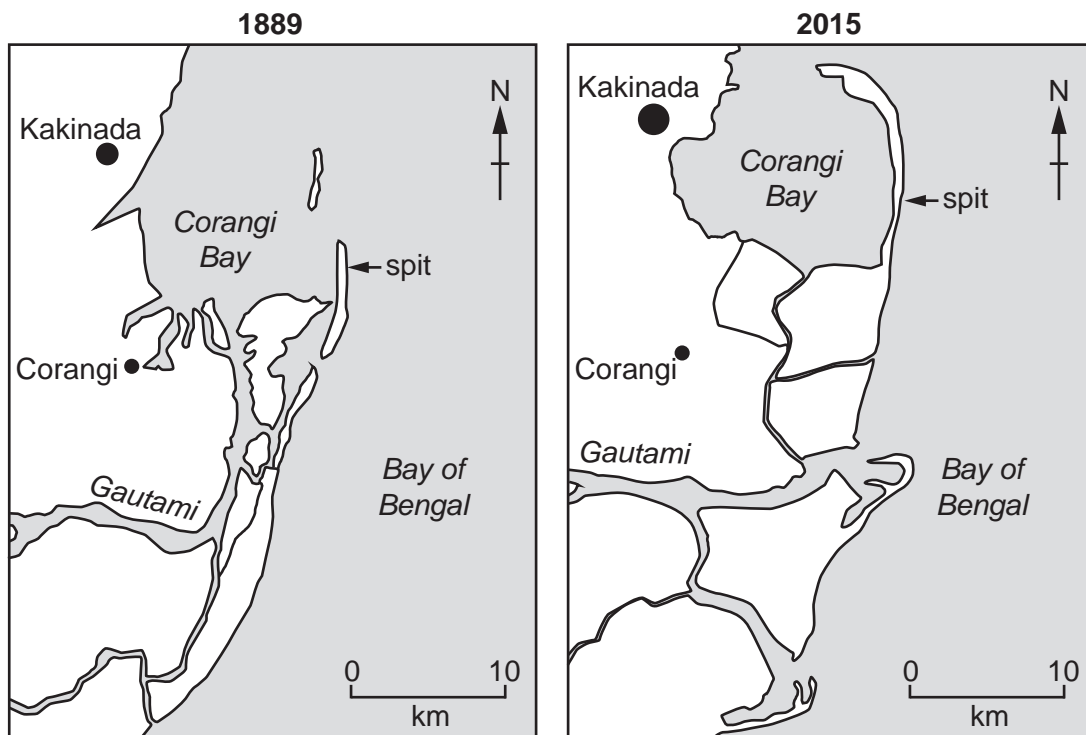 1889
N
Kakinada
Corangi
Bay
spit
Corangi
Gautami
Bay of
Bengal
0
10
km
2015
N
Kakinada
Corangi
Bay
spit
Corangi
Gautami
Bay of
Bengal
0
10
km